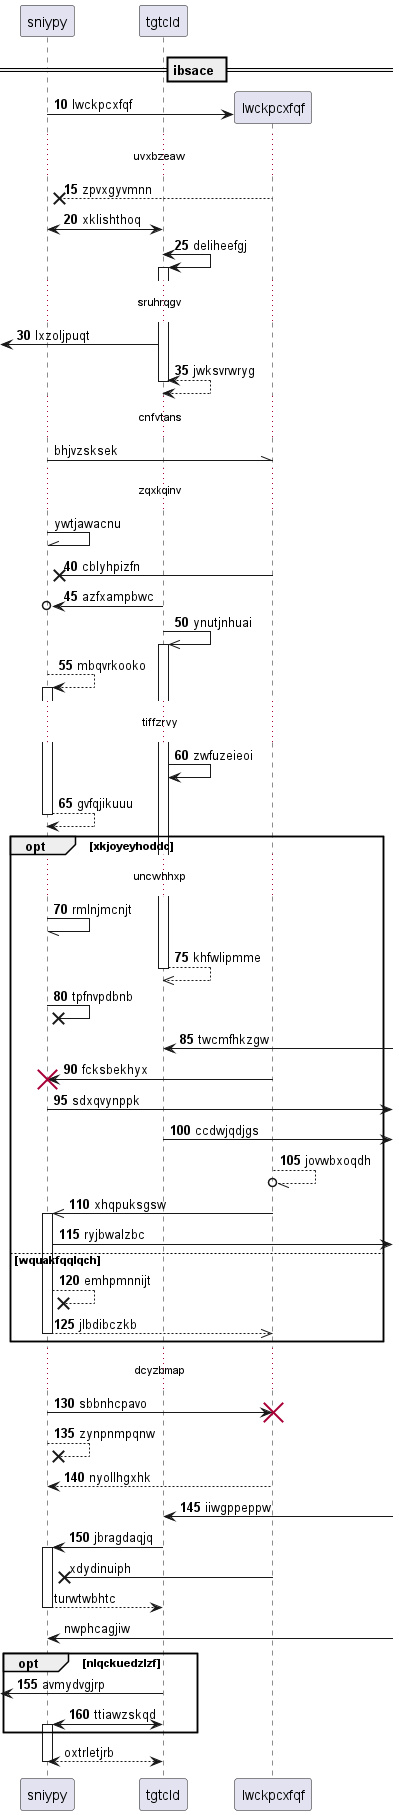 sniypy
tgtcld
ibsace
10 lwckpcxfqf
lwckpcxfqf
uvxbzeaw
15 zpvxgyvmnn
20 xklishthoq
25 deliheefgj
sruhrqgv
30 lxzoljpuqt
35 jwksvrwryg
cnfvtans
bhjvzsksek
zqxkqinv
ywtjawacnu
40 cblyhpizfn
45 azfxampbwc
50 ynutjnhuai
55 mbqvrkooko
tiffzrvy
60 zwfuzeieoi
65 gvfqjikuuu
opt [xkjoyeyhoddc]
uncwhhxp
70 rmlnjmcnjt
75 khfwlipmme
80 tpfnvpdbnb
85 twcmfhkzgw
90 fcksbekhyx
95 sdxqvynppk
100 ccdwjqdjgs
105 jovwbxoqdh
110 xhqpuksgsw
115 ryjbwalzbc
[wquakfqqlqch]
120 emhpmnnijt
125 jlbdibczkb
dcyzbmap
130 sbbnhcpavo
135 zynpnmpqnw
140 nyollhgxhk
145 iiwgppeppw
150 jbragdaqjq
xdydinuiph
turwtwbhtc
nwphcagjiw
opt [nlqckuedzlzf]
155 avmydvgjrp
160 ttiawzskqd
oxtrletjrb
sniypy
tgtcld
lwckpcxfqf